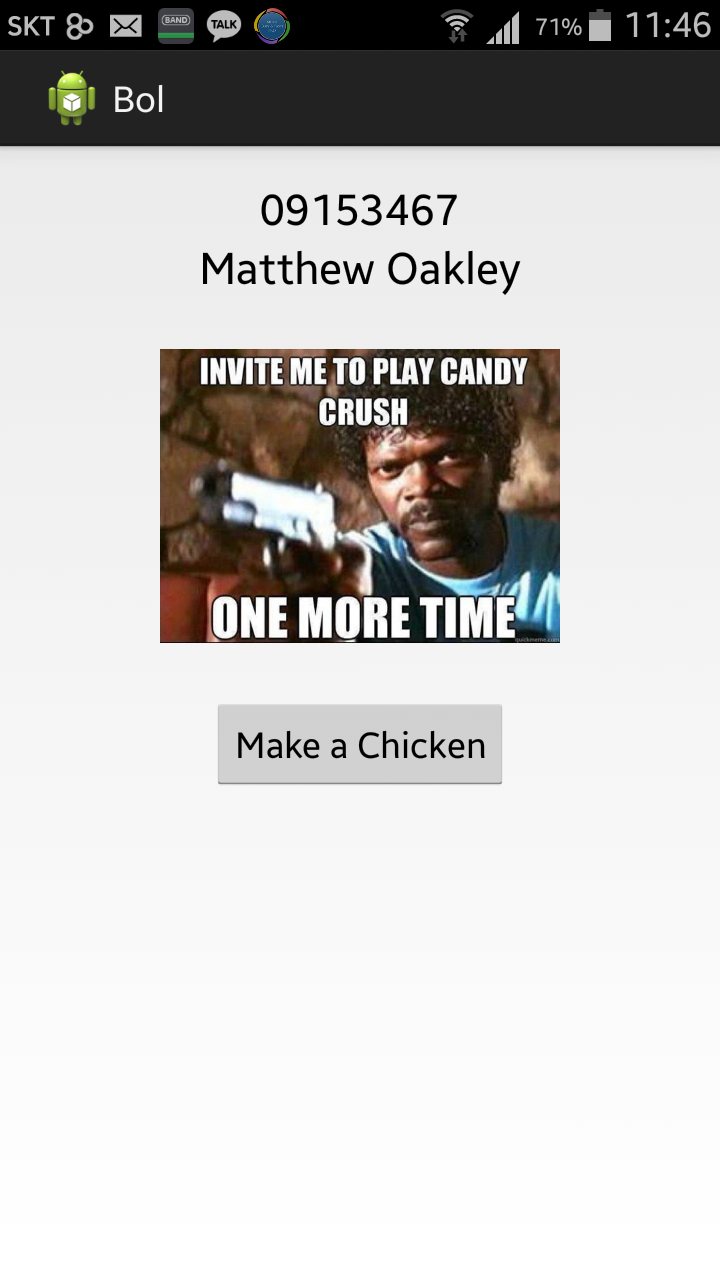 SKT BAND TALK 71% 11:46
Bol
09153467
Matthew Oakley
INVITE ME TO PLAY CANDY
CRUSH
ONE MORE TIME
quickmeme.com
Make a Chicken